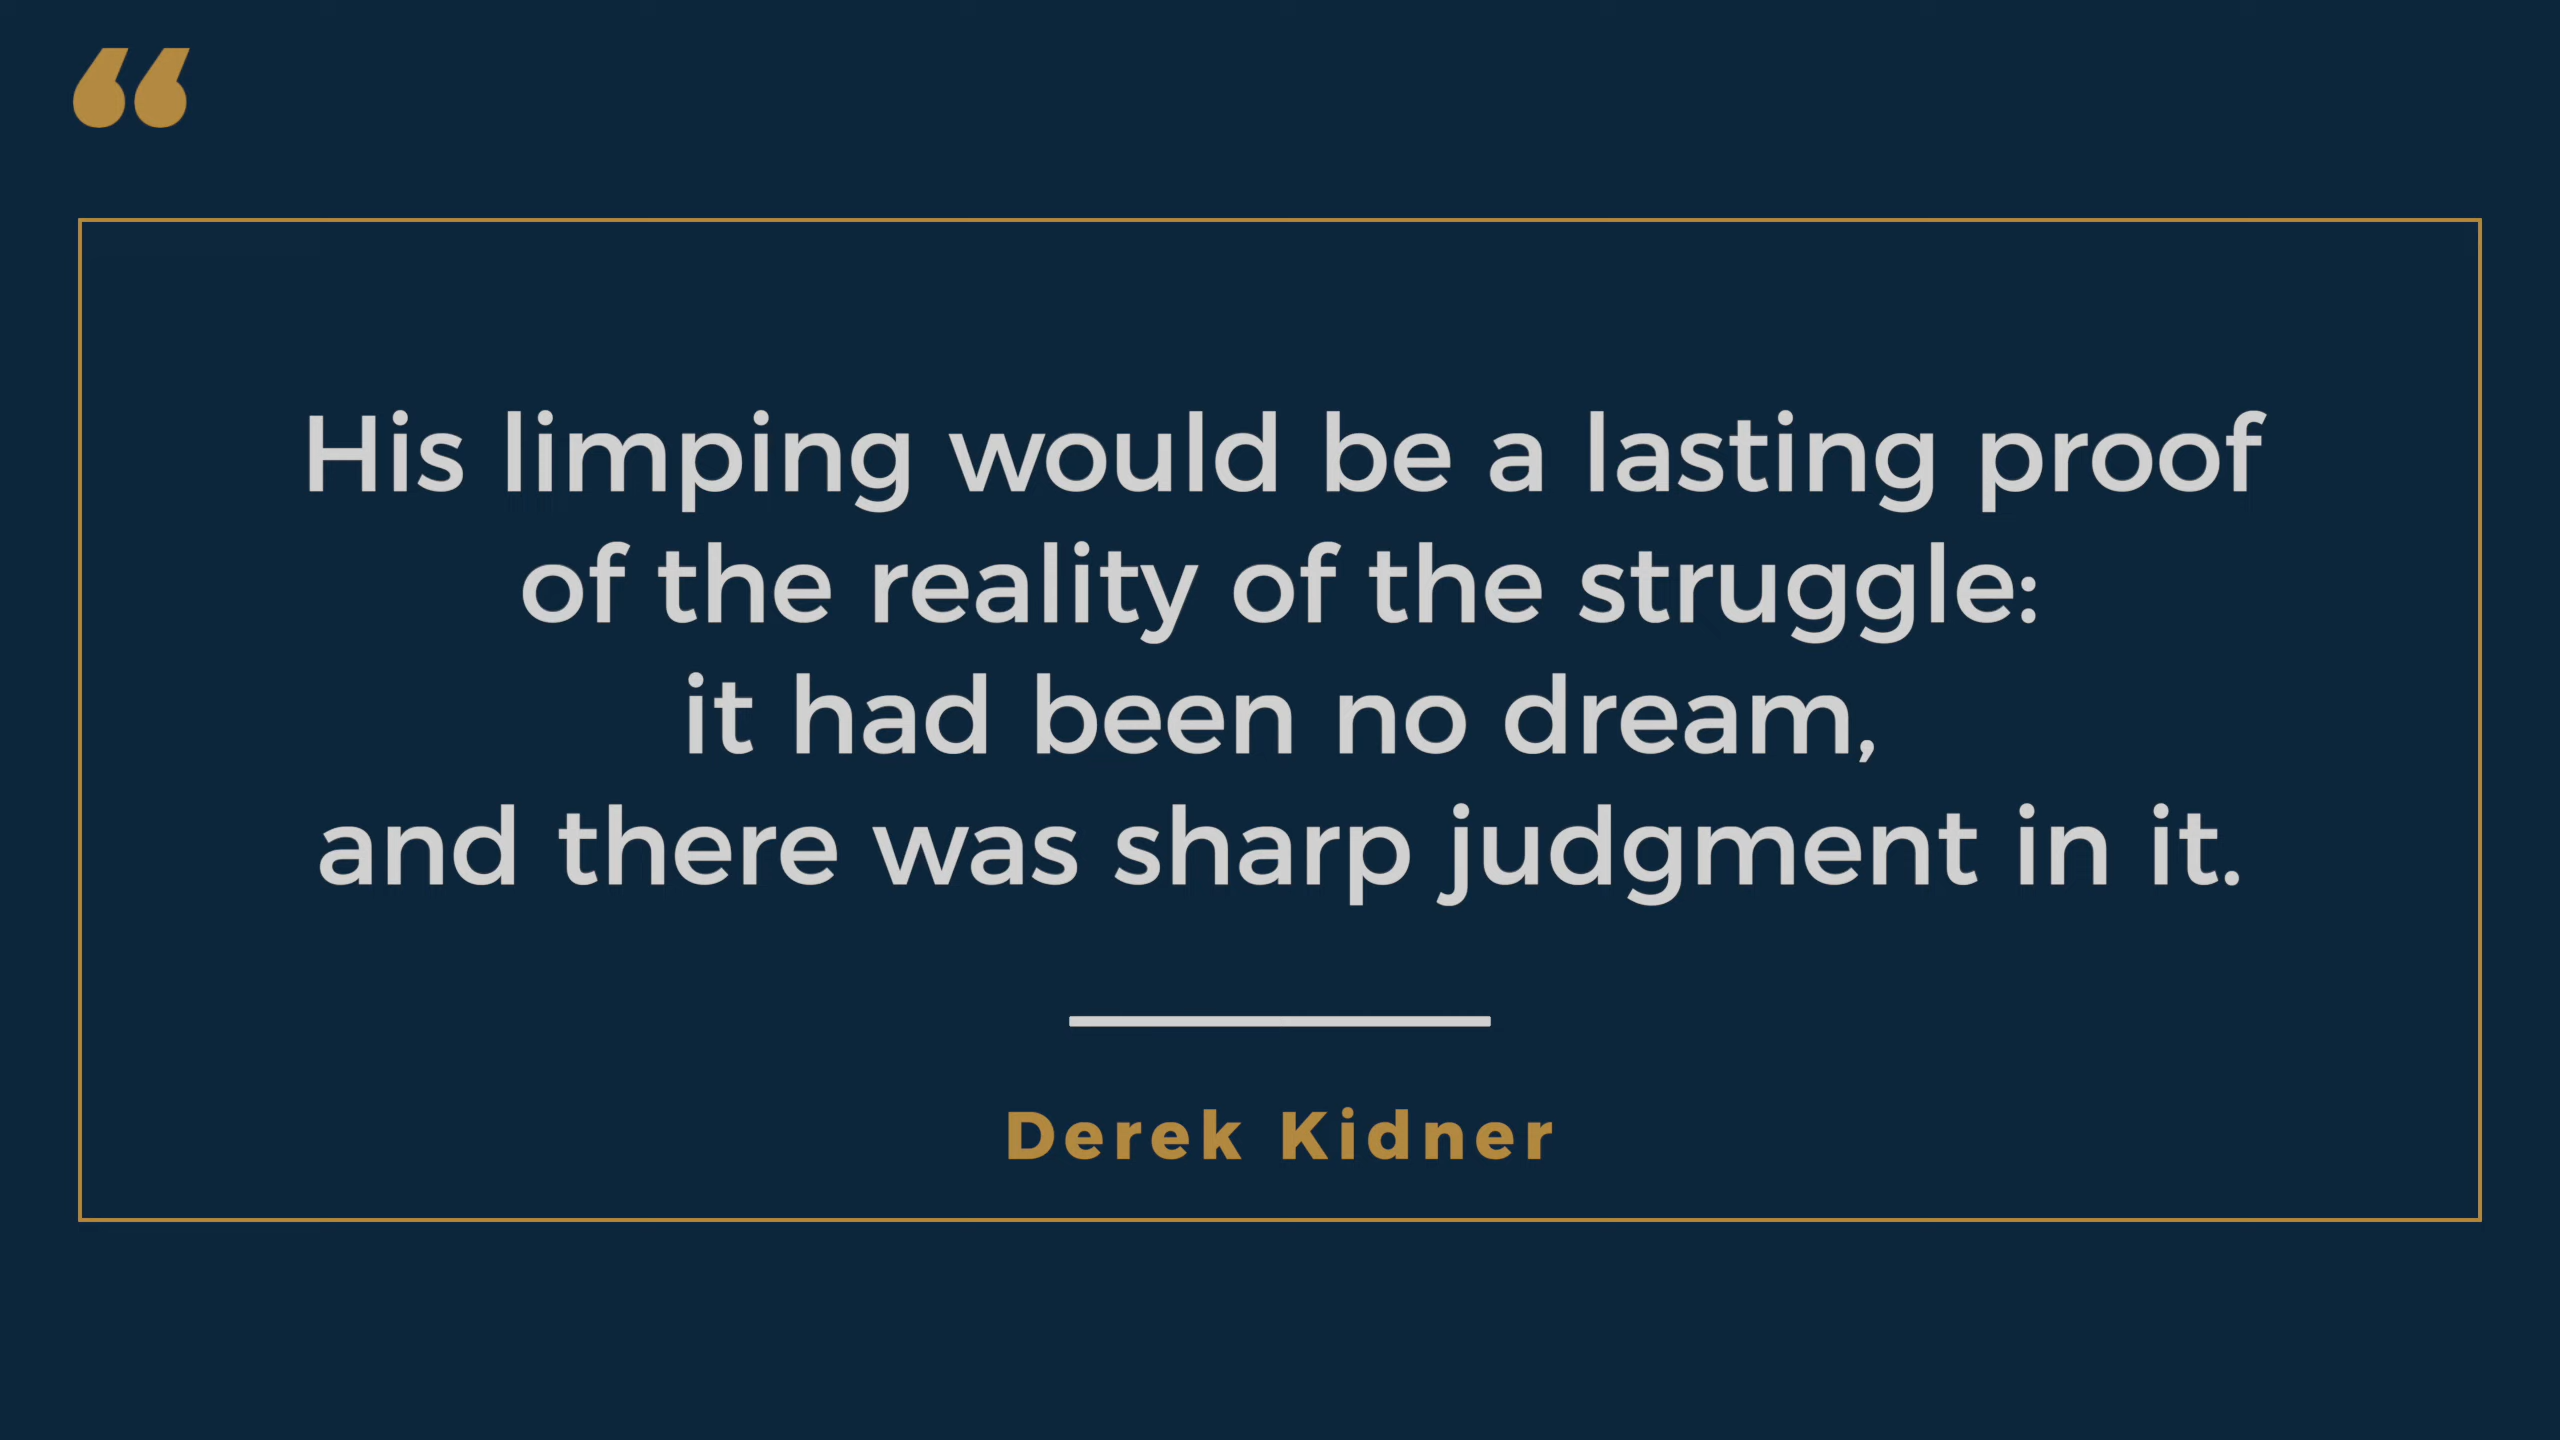 “
His limping would be a lasting proof
of the reality of the struggle:
it had been no dream,
and there was sharp judgment in it.
Derek Kidner